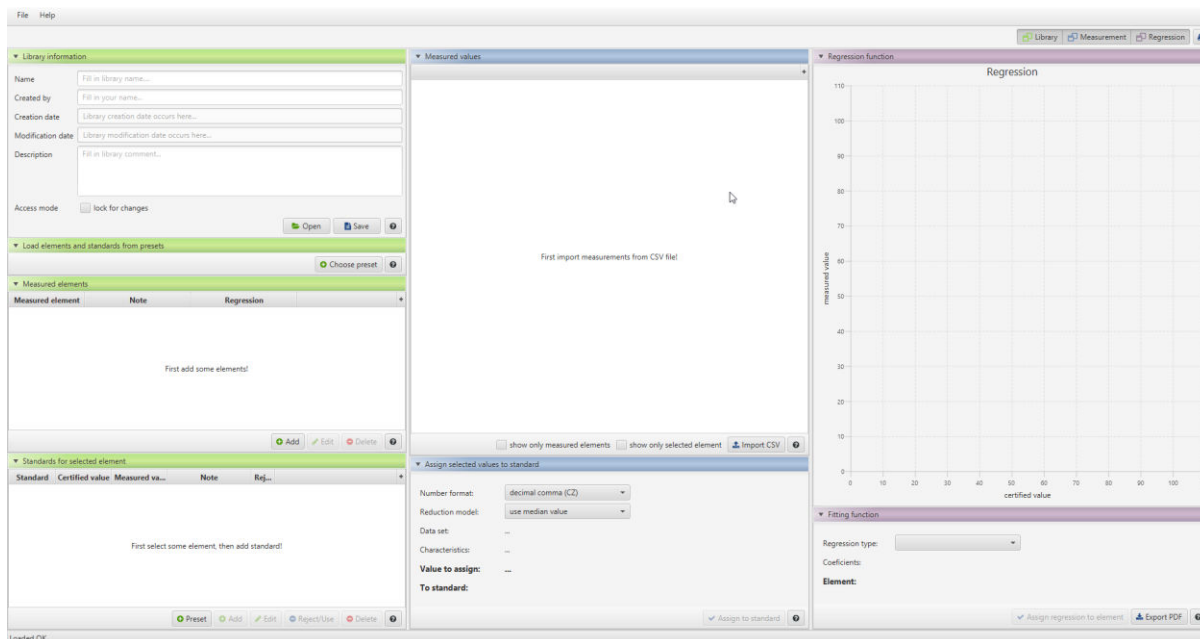 File Help
Library Measurement Regression
Library information
Name Fill in library name...
Created by Fill in your name...
Creation date Library creation date occurs here...
Modification date Library modification date occurs here...
Description Fill in library comment...
Access mode lock for changes
Open Save
Load elements and standards from presets
Choose preset
Measured elements
Measured element Note Regression +
First add some elements!
Add Edit Delete
Standards for selected element
Standard Certified value Measured va... Note Rej... +
First select some element, then add standard!
Preset Add Edit Reject/Use Delete
Loaded OK
Measured values
+
First import measurements from CSV file!
show only measured elements show only selected element Import CSV
Assign selected values to standard
Number format: decimal comma (CZ)
Reduction model: use median value
Data set: ...
Characteristics: ...
Value to assign: ...
To standard:
Assign to standard
Regression function
Regression
110
100
90
80
70
60
50
40
30
20
10
0
measured value
0 10 20 30 40 50 60 70 80 90 100
certified value
Fitting function
Regression type:
Coeficients:
Element:
Assign regression to element Export PDF